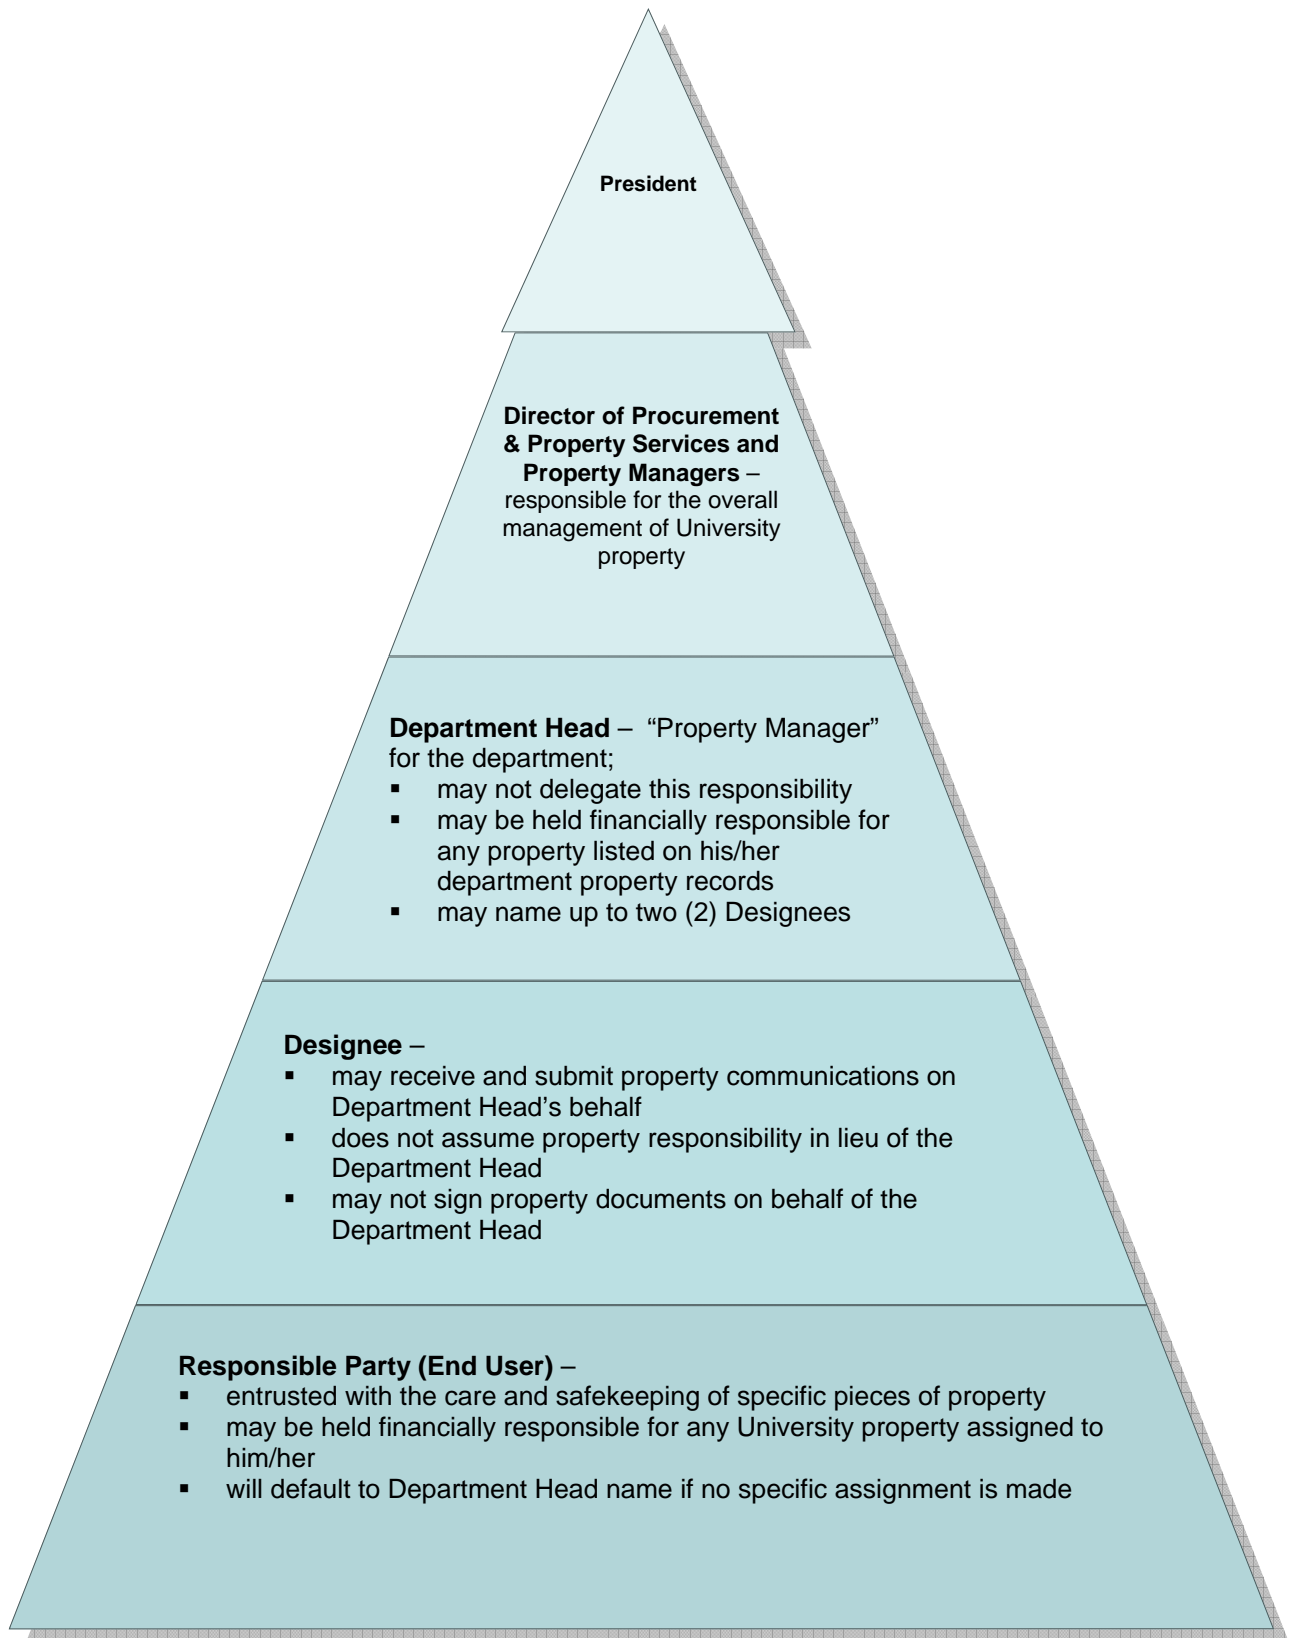 President
Director of Procurement
& Property Services and
Property Managers –
responsible for the overall
management of University
property
Department Head – “Property Manager”
for the department;
▪ may not delegate this responsibility
▪ may be held financially responsible for
any property listed on his/her
department property records
▪ may name up to two (2) Designees
Designee –
▪ may receive and submit property communications on
Department Head’s behalf
▪ does not assume property responsibility in lieu of the
Department Head
▪ may not sign property documents on behalf of the
Department Head
Responsible Party (End User) –
▪ entrusted with the care and safekeeping of specific pieces of property
▪ may be held financially responsible for any University property assigned to
him/her
▪ will default to Department Head name if no specific assignment is made